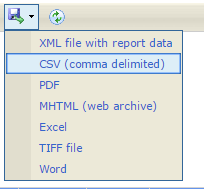 XML file with report data
CSV (comma delimited)
PDF
MHTML (web archive)
Excel
TIFF file
Word